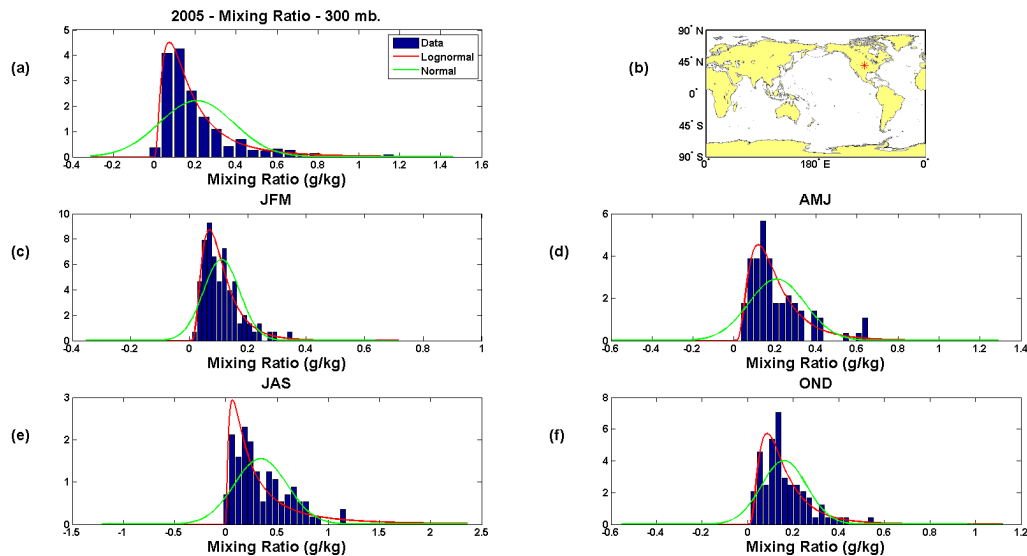 2005 - Mixing Ratio - 300 mb.
(a)
5
4
3
2
1
0
Data
Lognormal
Normal
-0.4 -0.2 0 0.2 0.4 0.6 0.8 1 1.2 1.4 1.6
Mixing Ratio (g/kg)
(b)
90° N
45° N
0°
45° S
90° S
0° 180° E 0°
JFM
(c)
10
8
6
4
2
0
-0.4 -0.2 0 0.2 0.4 0.6 0.8 1
Mixing Ratio (g/kg)
AMJ
(d)
6
4
2
0
-0.6 -0.4 -0.2 0 0.2 0.4 0.6 0.8 1 1.2 1.4
Mixing Ratio (g/kg)
JAS
(e)
3
2
1
0
-1.5 -1 -0.5 0 0.5 1 1.5 2 2.5
Mixing Ratio (g/kg)
OND
(f)
8
6
4
2
0
-0.6 -0.4 -0.2 0 0.2 0.4 0.6 0.8 1 1.2
Mixing Ratio (g/kg)